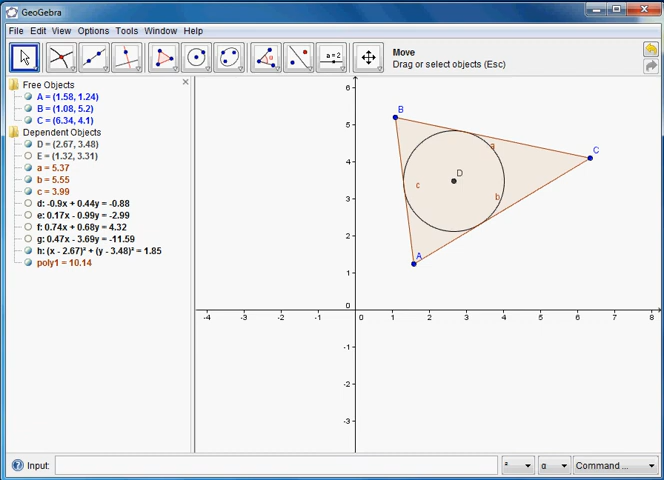 GeoGebra
File Edit View Options Tools Window Help
a = 2
Move
Drag or select objects (Esc)
Free Objects
A = (1.58, 1.24)
B = (1.08, 5.2)
C = (6.34, 4.1)
Dependent Objects
D = (2.67, 3.48)
E = (1.32, 3.31)
a = 5.37
b = 5.55
c = 3.99
d: -0.9x + 0.44y = -0.88
e: 0.17x - 0.99y = -2.99
f: 0.74x + 0.68y = 4.32
g: 0.47x - 3.69y = -11.59
h: (x - 2.67)² + (y - 3.48)² = 1.85
poly1 = 10.14
6
B
5
a
C
4
D
c
b
3
2
A
1
0
-4 -3 -2 -1 0 1 2 3 4 5 6 7 8
-1
-2
-3
Input:
² α Command ...